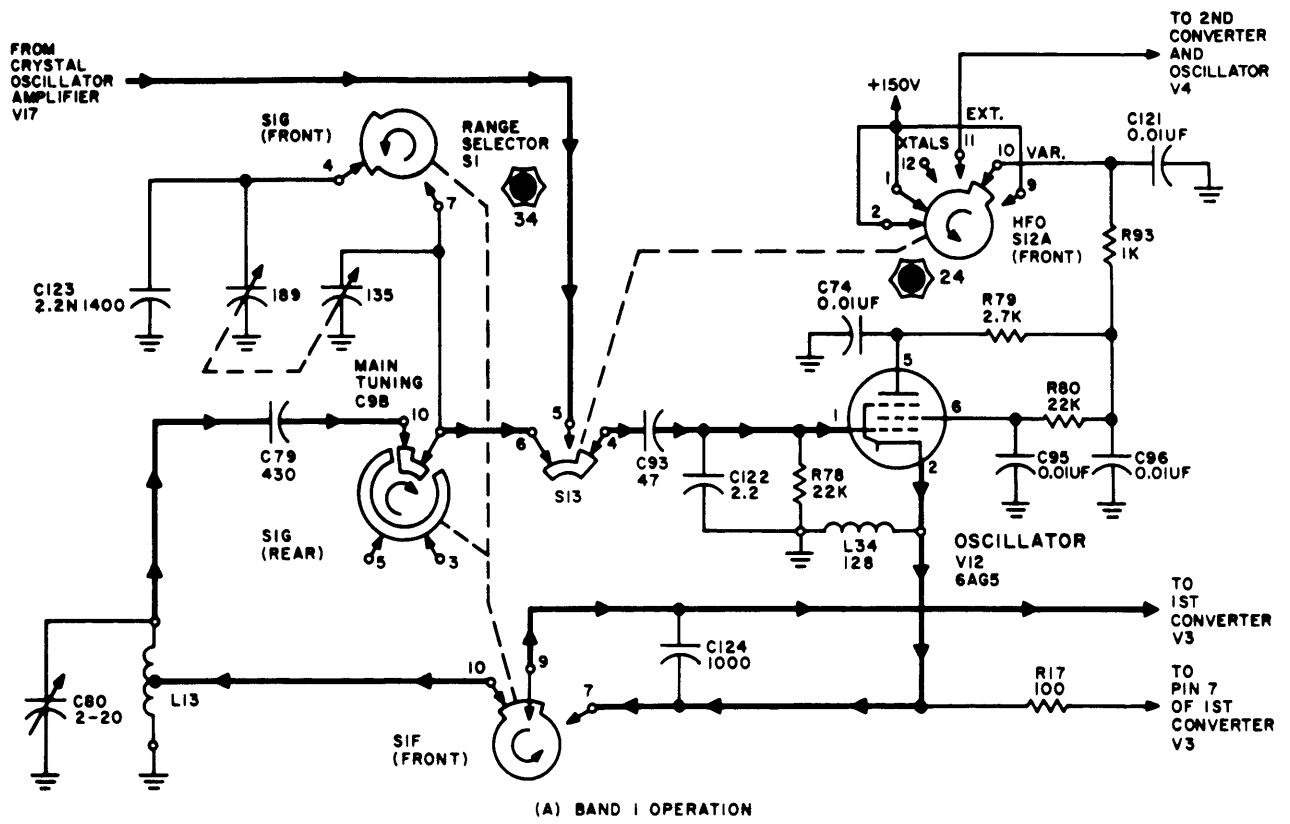 FROM
CRYSTAL
OSCILLATOR
AMPLIFIER
V17
SIG
(FRONT)
4
7
RANGE
SELECTOR
S1
34
TO 2ND
CONVERTER
AND
OSCILLATOR
V4
+150V
EXT.
XTALS
12
11
10
VAR.
1
2
9
HFO
S12A
(FRONT)
24
C121
0.01UF
R93
1K
C123
2.2N1400
189
135
C74
0.01UF
R79
2.7K
MAIN
TUNING
C9B
10
C79
430
SIG
(REAR)
5
3
5
6
4
S13
C93
47
C122
2.2
R78
22K
1
5
6
2
R80
22K
C95
0.01UF
C96
0.01UF
L34
128
OSCILLATOR
V12
6AG5
TO
1ST
CONVERTER
V3
C124
1000
10
9
7
R17
100
TO
PIN 7
OF 1ST
CONVERTER
V3
C80
2-20
L13
S1F
(FRONT)
(A) BAND 1 OPERATION